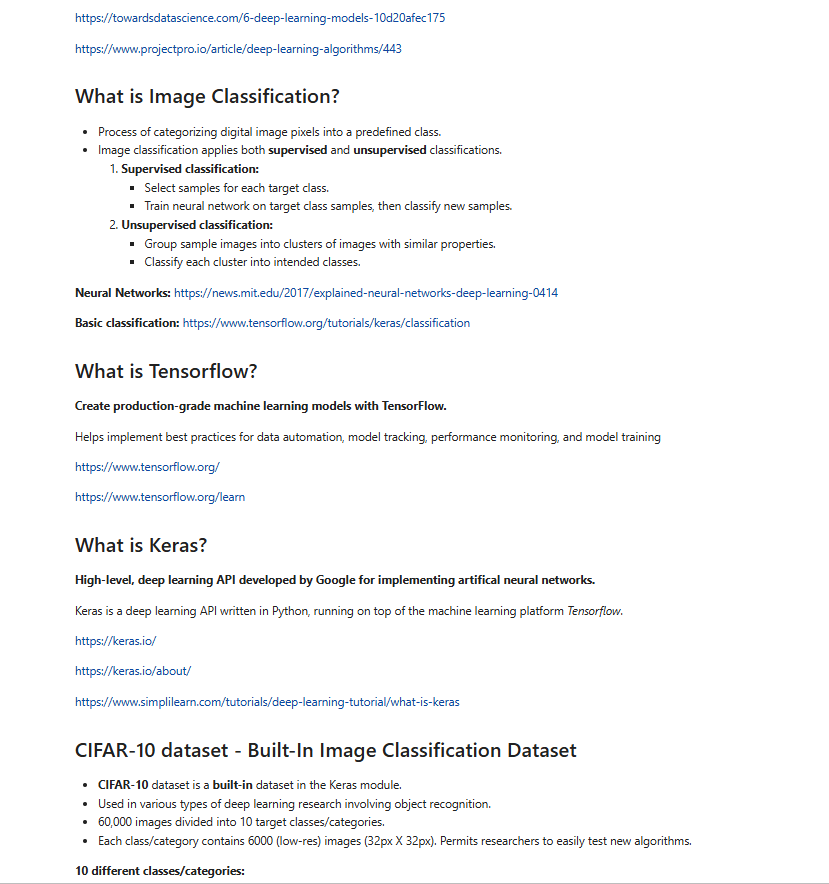 https://towardsdatascience.com/6-deep-learning-models-10d20afec175
https://www.projectpro.io/article/deep-learning-algorithms/443
What is Image Classification?
• Process of categorizing digital image pixels into a predefined class.
• Image classification applies both supervised and unsupervised classifications.
1. Supervised classification:
▪ Select samples for each target class.
▪ Train neural network on target class samples, then classify new samples.
2. Unsupervised classification:
▪ Group sample images into clusters of images with similar properties.
▪ Classify each cluster into intended classes.
Neural Networks: https://news.mit.edu/2017/explained-neural-networks-deep-learning-0414
Basic classification: https://www.tensorflow.org/tutorials/keras/classification
What is Tensorflow?
Create production-grade machine learning models with TensorFlow.
Helps implement best practices for data automation, model tracking, performance monitoring, and model training
https://www.tensorflow.org/
https://www.tensorflow.org/learn
What is Keras?
High-level, deep learning API developed by Google for implementing artifical neural networks.
Keras is a deep learning API written in Python, running on top of the machine learning platform Tensorflow.
https://keras.io/
https://keras.io/about/
https://www.simplilearn.com/tutorials/deep-learning-tutorial/what-is-keras
CIFAR-10 dataset - Built-In Image Classification Dataset
• CIFAR-10 dataset is a built-in dataset in the Keras module.
• Used in various types of deep learning research involving object recognition.
• 60,000 images divided into 10 target classes/categories.
• Each class/category contains 6000 (low-res) images (32px X 32px). Permits researchers to easily test new algorithms.
10 different classes/categories: